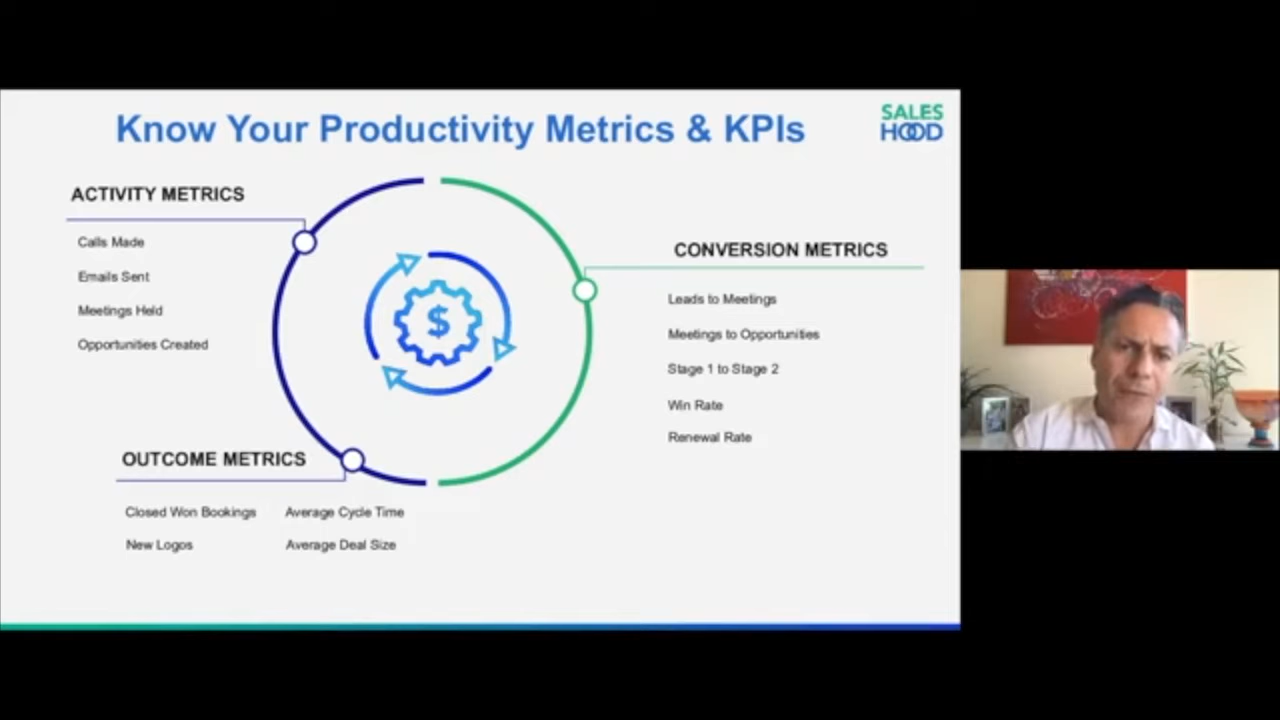 Know Your Productivity Metrics & KPIs
SALES
HOOD
ACTIVITY METRICS
Calls Made
Emails Sent
Meetings Held
Opportunities Created
$
CONVERSION METRICS
Leads to Meetings
Meetings to Opportunities
Stage 1 to Stage 2
Win Rate
Renewal Rate
OUTCOME METRICS
Closed Won Bookings Average Cycle Time
New Logos Average Deal Size